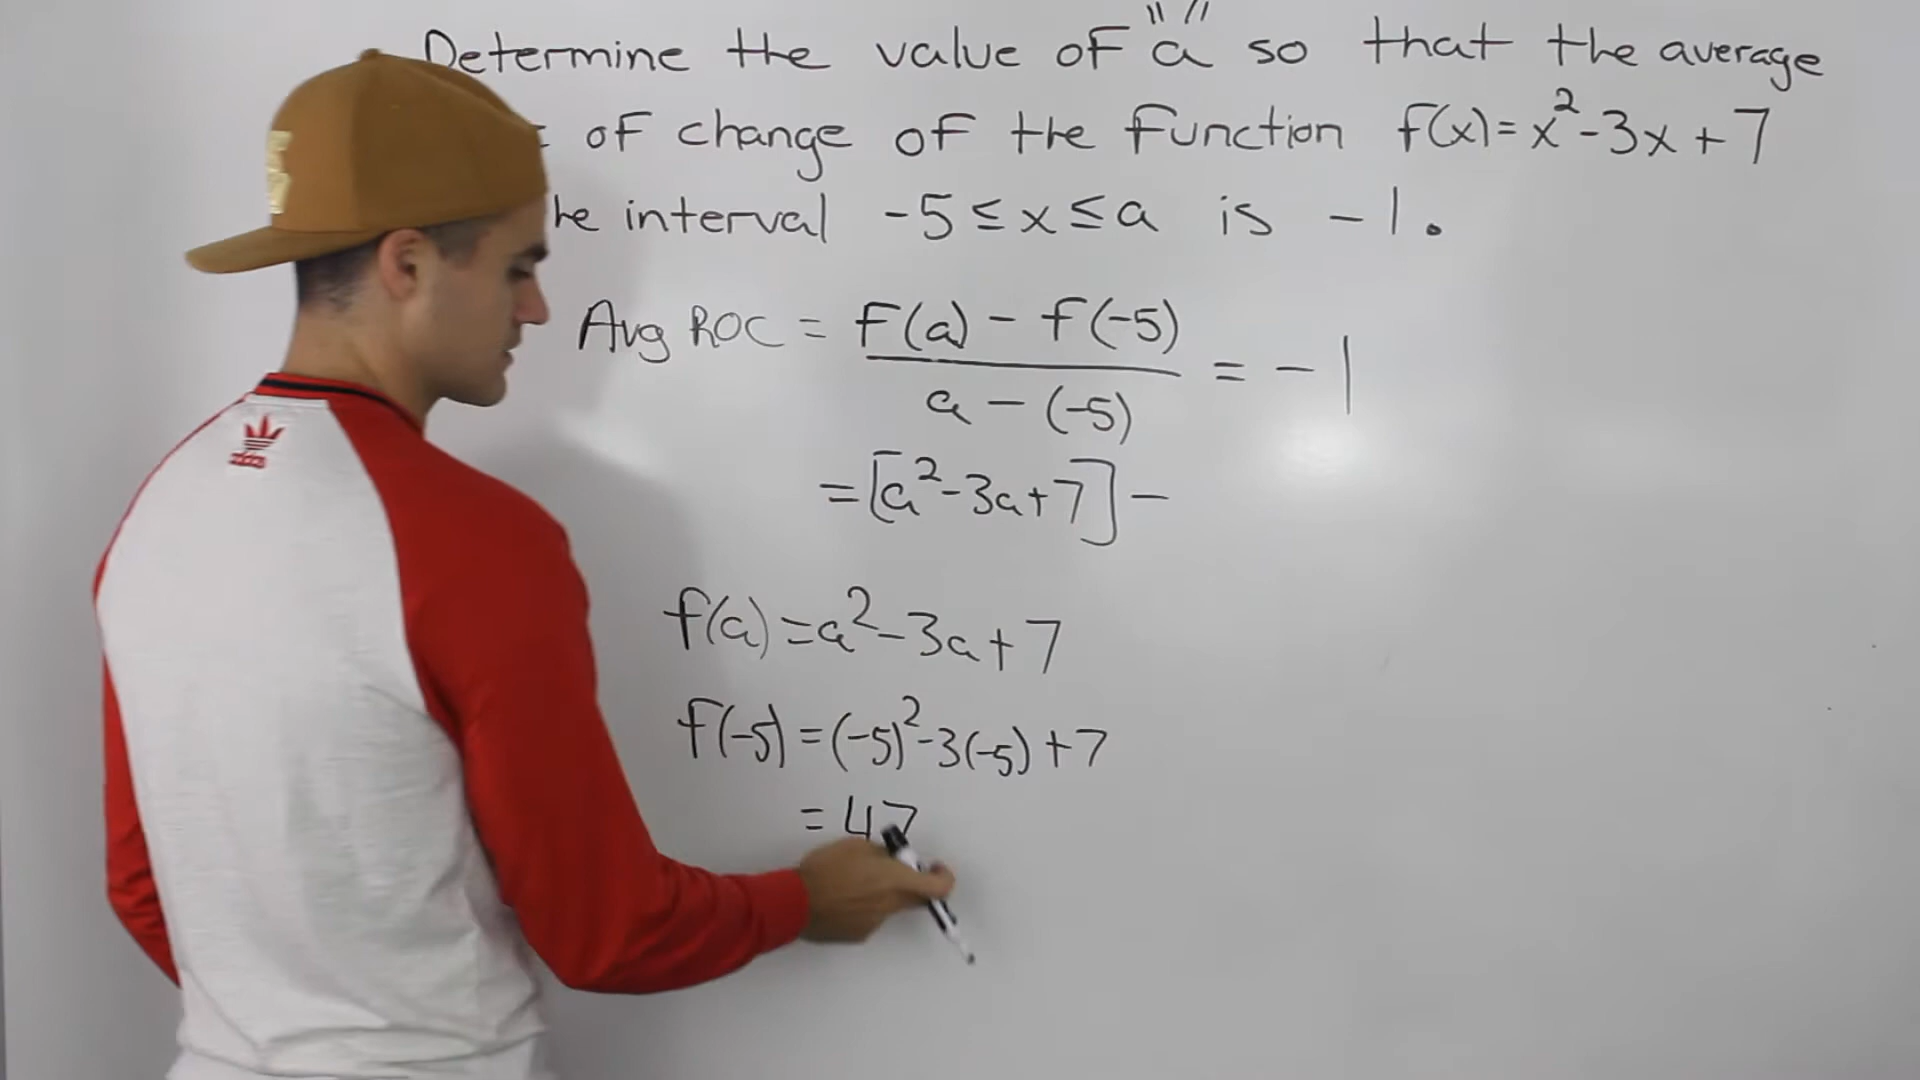 Determine the value of "a" so that the average
of change of the function f(x)=x²-3x+7
he interval -5≤x≤a is -1.
Avg ROC = f(a) - f(-5) = -1
a - (-5)
=[a²-3a+7] -
f(a)=a²-3a+7
f(-5)=(-5)²-3(-5)+7
= 47
adidas